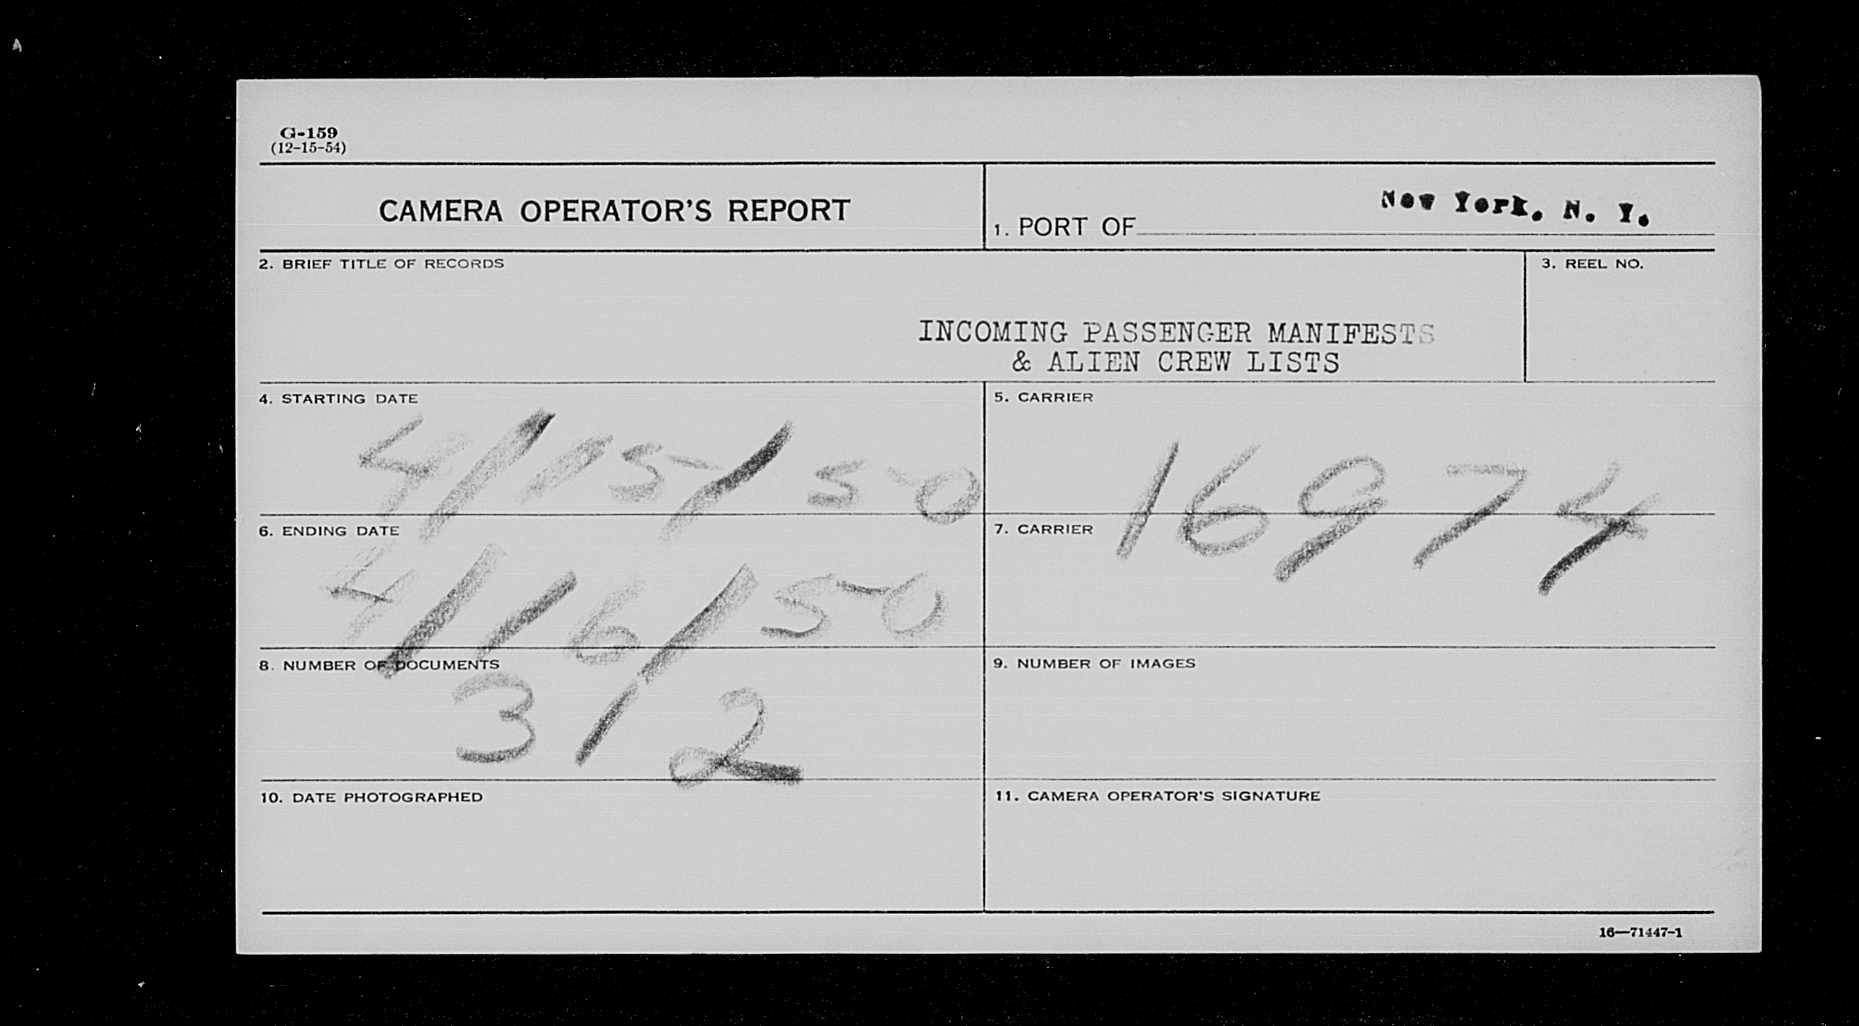 G-159
(12-15-54)
CAMERA OPERATOR'S REPORT
1. PORT OF New York, N. Y.
2. BRIEF TITLE OF RECORDS
3. REEL NO.
INCOMING PASSENGER MANIFESTS
& ALIEN CREW LISTS
4. STARTING DATE
4/15/50
5. CARRIER
16974
6. ENDING DATE
4/16/50
7. CARRIER
8. NUMBER OF DOCUMENTS
312
9. NUMBER OF IMAGES
10. DATE PHOTOGRAPHED
11. CAMERA OPERATOR'S SIGNATURE
16—71447-1